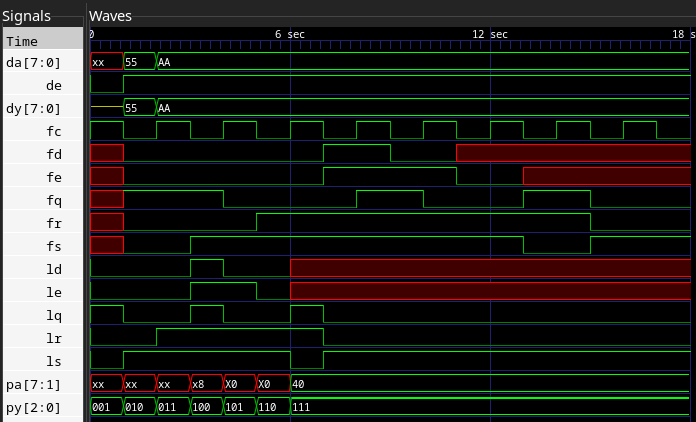 Signals Waves
Time 0 6 sec 12 sec 18 s
da[7:0] xx 55 AA
de
dy[7:0] 55 AA
fc
fd
fe
fq
fr
fs
ld
le
lq
lr
ls
pa[7:1] xx xx xx x8 X0 X0 40
py[2:0] 001 010 011 100 101 110 111